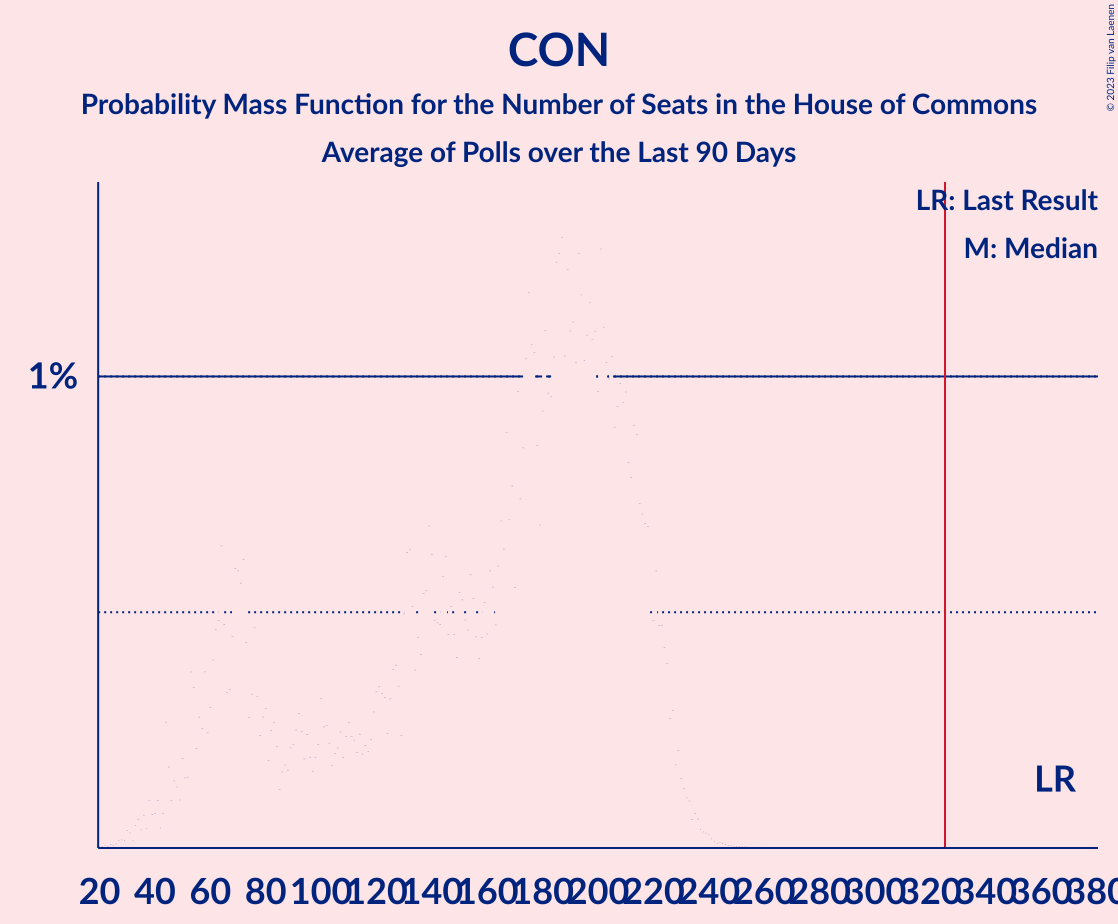 CON
Probability Mass Function for the Number of Seats in the House of Commons
Average of Polls over the Last 90 Days
© 2023 Filip van Laenen
LR: Last Result
M: Median
1%
LR
20 40 60 80 100 120 140 160 180 200 220 240 260 280 300 320 340 360 380